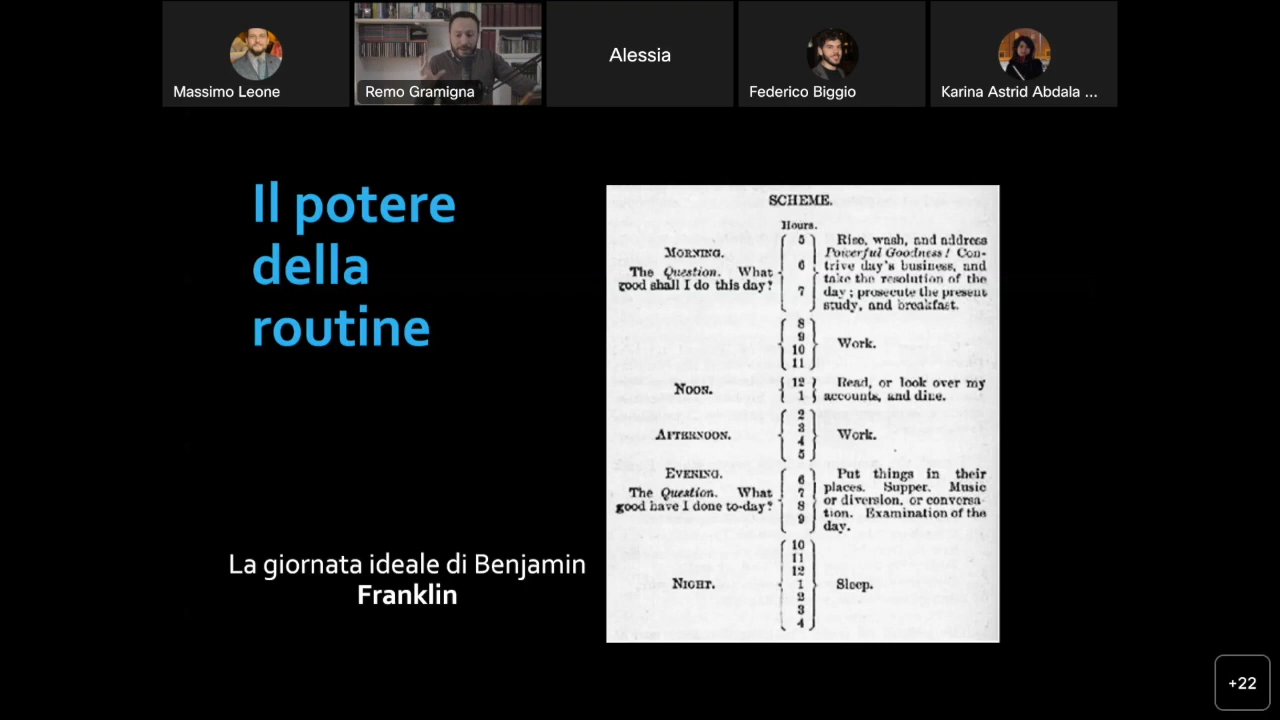 Massimo Leone
Remo Gramigna
Alessia
Federico Biggio
Karina Astrid Abdala ...
Il potere
della
routine
La giornata ideale di Benjamin
Franklin
SCHEME.
Hours.
MORNING.
The Question. What
good shall I do this day?
5
6
7
Rise, wash, and address
Powerful Goodness! Con-
trive day's business, and
take the resolution of the
day; prosecute the present
study, and breakfast.
8
9
10
11
Work.
NOON.
12
1
Read, or look over my
accounts, and dine.
AFTERNOON.
2
3
4
5
Work.
EVENING.
The Question. What
good have I done to-day?
6
7
8
9
Put things in their
places. Supper. Music
or diversion, or conversa-
tion. Examination of the
day.
NIGHT.
10
11
12
1
2
3
4
Sleep.
+22